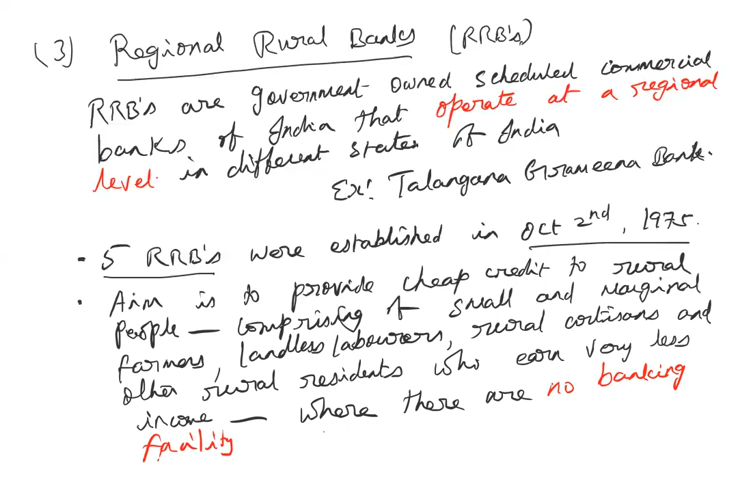 (3) Regional Rural Banks (RRB's)
RRB's are government owned scheduled commercial
banks of India that operate at a regional
level in different states of India
Ex: Talangana Grameena Bank.
• 5 RRB's were established in Oct 2nd, 1975.
• Aim is to provide cheap credit to rural
people — comprising of small and marginal
farmers, landless labourers, rural artisans and
other rural residents who earn very less
income — where there are no banking
facility